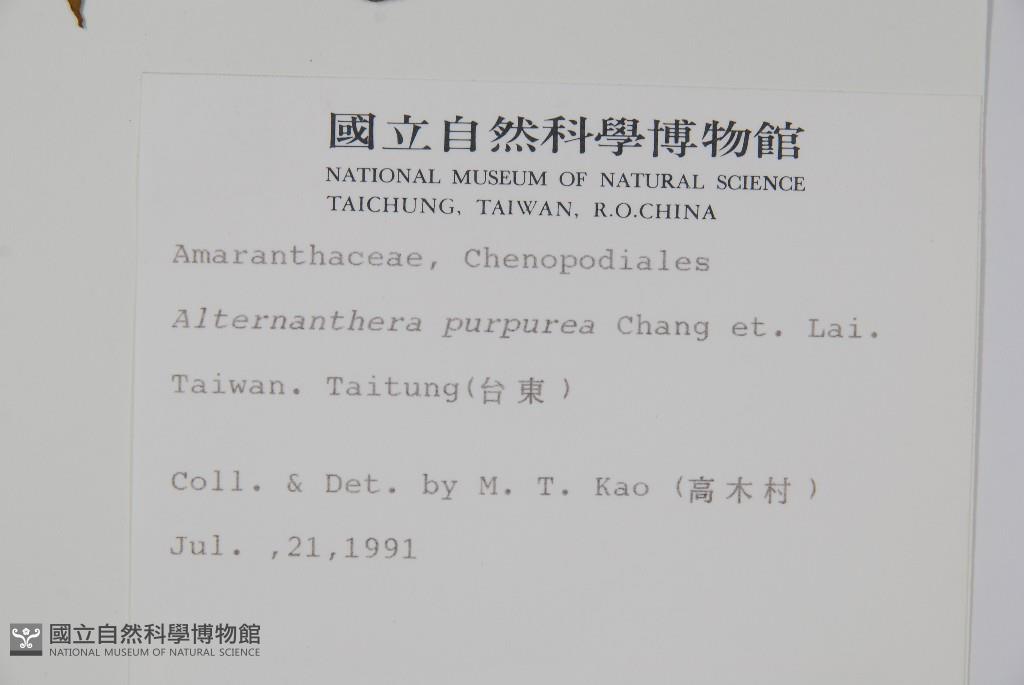 國立自然科學博物館
NATIONAL MUSEUM OF NATURAL SCIENCE
TAICHUNG, TAIWAN, R.O.CHINA
Amaranthaceae, Chenopodiales
Alternanthera purpurea Chang et. Lai.
Taiwan. Taitung(台東)
Coll. & Det. by M. T. Kao (高木村)
Jul. ,21,1991
國立自然科學博物館
NATIONAL MUSEUM OF NATURAL SCIENCE